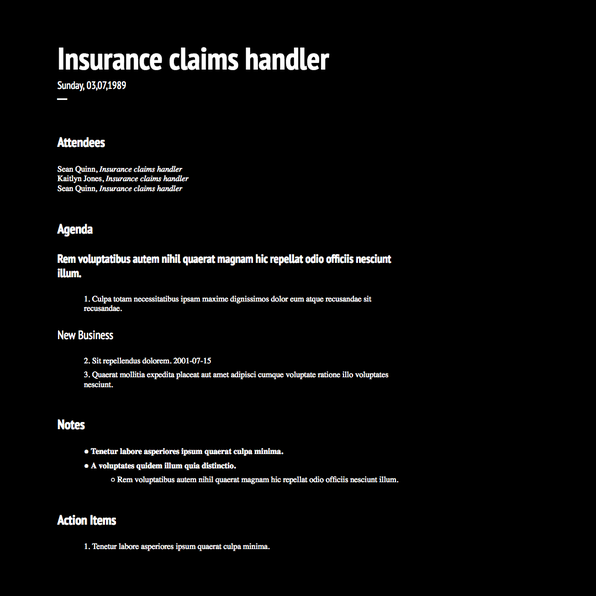 Insurance claims handler
Sunday, 03,07,1989
Attendees
Sean Quinn, Insurance claims handler
Kaitlyn Jones, Insurance claims handler
Sean Quinn, Insurance claims handler
Agenda
Rem voluptatibus autem nihil quaerat magnam hic repellat odio officiis nesciunt
illum.
1. Culpa totam necessitatibus ipsam maxime dignissimos dolor eum atque recusandae sit
recusandae.
New Business
2. Sit repellendus dolorem. 2001-07-15
3. Quaerat mollitia expedita placeat aut amet adipisci cumque voluptate ratione illo voluptates
nesciunt.
Notes
● Tenetur labore asperiores ipsum quaerat culpa minima.
● A voluptates quidem illum quia distinctio.
○ Rem voluptatibus autem nihil quaerat magnam hic repellat odio officiis nesciunt illum.
Action Items
1. Tenetur labore asperiores ipsum quaerat culpa minima.